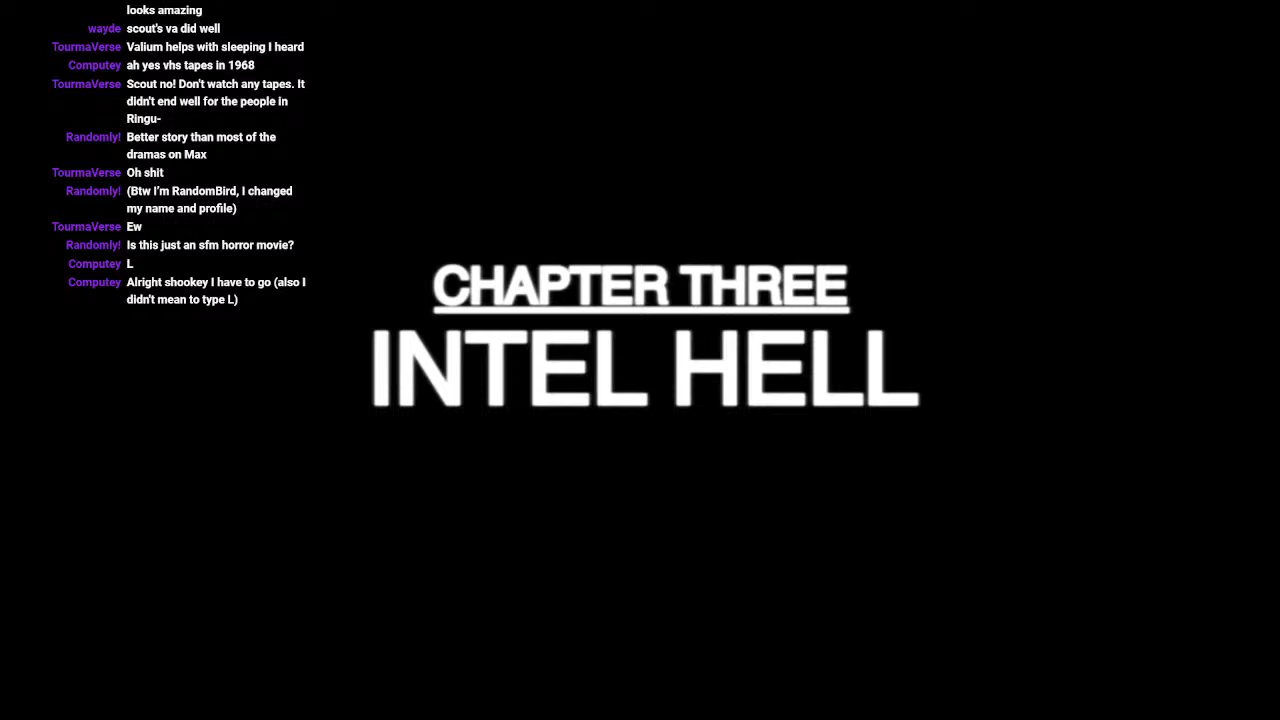 looks amazing
wayde scout's va did well
TourmaVerse Valium helps with sleeping I heard
Computey ah yes vhs tapes in 1968
TourmaVerse Scout no! Don't watch any tapes. It
didn't end well for the people in
Ringu-
Randomly! Better story than most of the
dramas on Max
TourmaVerse Oh shit
Randomly! (Btw I’m RandomBird, I changed
my name and profile)
TourmaVerse Ew
Randomly! Is this just an sfm horror movie?
Computey L
Computey Alright shookey I have to go (also I
didn't mean to type L)
CHAPTER THREE
INTEL HELL